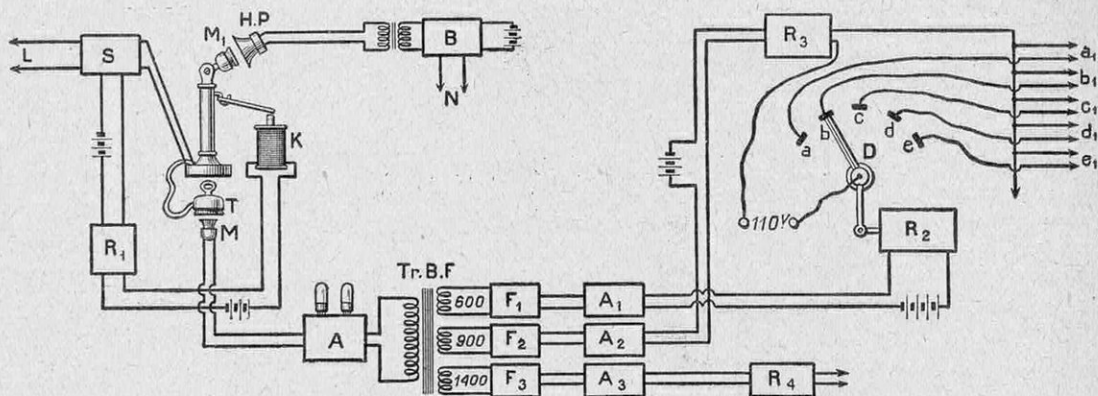 H.P
M₁
S
L
B
N
K
T
M
R₁
A
Tr.B.F
600
900
1400
F₁
F₂
F₃
A₁
A₂
A₃
R₃
R₂
R₄
110 V
D
a
b
c
d
e
a₁
b₁
c₁
d₁
e₁